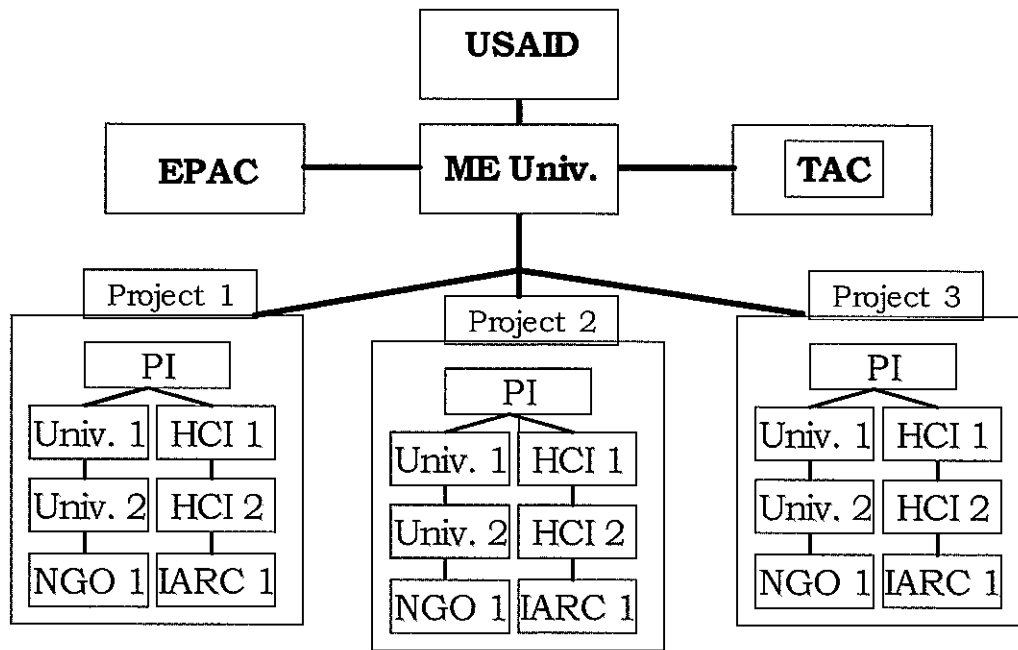 USAID
EPAC
ME Univ.
TAC
Project 1
PI
Univ. 1
HCI 1
Univ. 2
HCI 2
NGO 1
IARC 1
Project 2
PI
Univ. 1
HCI 1
Univ. 2
HCI 2
NGO 1
IARC 1
Project 3
PI
Univ. 1
HCI 1
Univ. 2
HCI 2
NGO 1
IARC 1